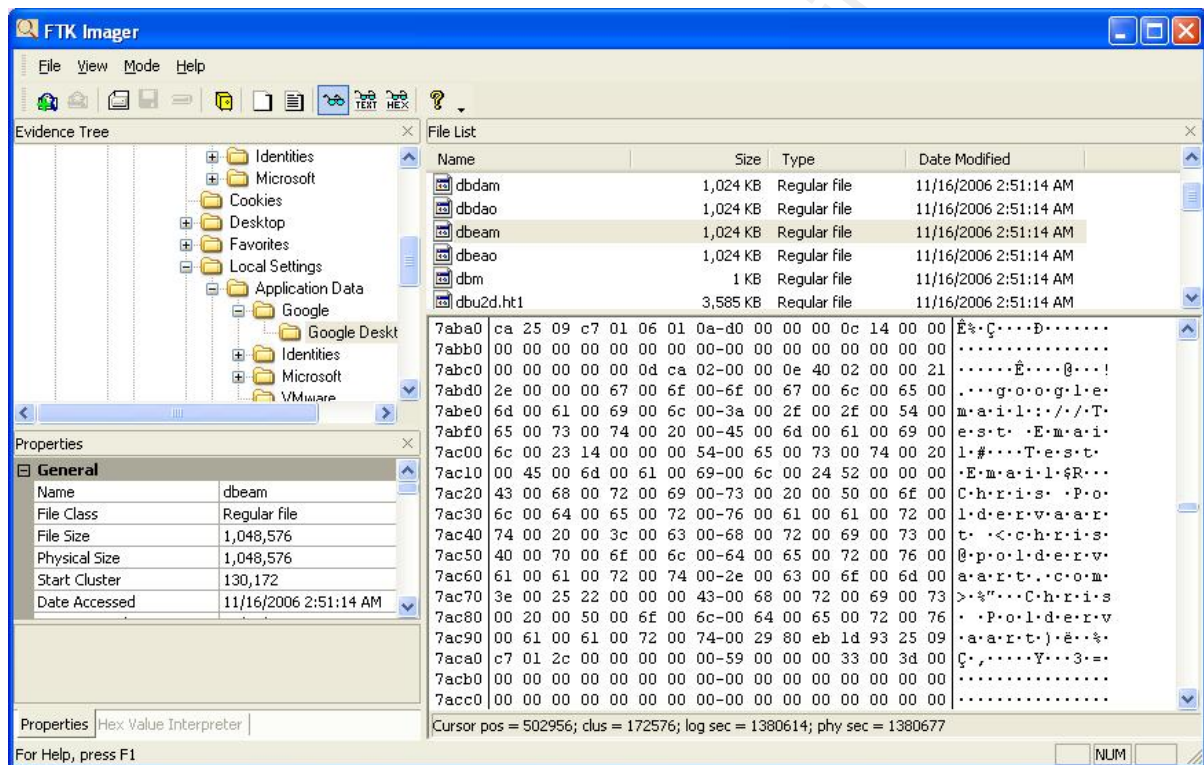 FTK Imager
File View Mode Help
TEXT HEX
Evidence Tree
Identities
Microsoft
Cookies
Desktop
Favorites
Local Settings
Application Data
Google
Google Deskt
Identities
Microsoft
VMware
Properties
General
Name dbeam
File Class Regular file
File Size 1,048,576
Physical Size 1,048,576
Start Cluster 130,172
Date Accessed 11/16/2006 2:51:14 AM
Properties Hex Value Interpreter
File List
Name Size Type Date Modified
dbdam 1,024 KB Regular file 11/16/2006 2:51:14 AM
dbdao 1,024 KB Regular file 11/16/2006 2:51:14 AM
dbeam 1,024 KB Regular file 11/16/2006 2:51:14 AM
dbeao 1,024 KB Regular file 11/16/2006 2:51:14 AM
dbm 1 KB Regular file 11/16/2006 2:51:14 AM
dbu2d.ht1 3,585 KB Regular file 11/16/2006 2:51:14 AM
7aba0 ca 25 09 c7 01 06 01 0a-d0 00 00 00 0c 14 00 00 Ê%·Ç····Ð·······
7abb0 00 00 00 00 00 00 00 00-00 00 00 00 00 00 00 00 ················
7abc0 00 00 00 00 00 0d ca 02-00 00 0e 40 02 00 00 21 ······Ê····@···!
7abd0 2e 00 00 00 67 00 6f 00-6f 00 67 00 6c 00 65 00 .···g·o·o·g·l·e·
7abe0 6d 00 61 00 69 00 6c 00-3a 00 2f 00 2f 00 54 00 m·a·i·l·:·/·/·T·
7abf0 65 00 73 00 74 00 20 00-45 00 6d 00 61 00 69 00 e·s·t· ·E·m·a·i·
7ac00 6c 00 23 14 00 00 00 54-00 65 00 73 00 74 00 20 l·#····T·e·s·t·
7ac10 00 45 00 6d 00 61 00 69-00 6c 00 24 52 00 00 00 ·E·m·a·i·l·$R···
7ac20 43 00 68 00 72 00 69 00-73 00 20 00 50 00 6f 00 C·h·r·i·s· ·P·o·
7ac30 6c 00 64 00 65 00 72 00-76 00 61 00 61 00 72 00 l·d·e·r·v·a·a·r·
7ac40 74 00 20 00 3c 00 63 00-68 00 72 00 69 00 73 00 t· ·<·c·h·r·i·s·
7ac50 40 00 70 00 6f 00 6c 00-64 00 65 00 72 00 76 00 @·p·o·l·d·e·r·v·
7ac60 61 00 61 00 72 00 74 00-2e 00 63 00 6f 00 6d 00 a·a·r·t·.·c·o·m·
7ac70 3e 00 25 22 00 00 00 43-00 68 00 72 00 69 00 73 >·%"···C·h·r·i·s
7ac80 00 20 00 50 00 6f 00 6c-00 64 00 65 00 72 00 76 · ·P·o·l·d·e·r·v
7ac90 00 61 00 61 00 72 00 74-00 29 80 eb 1d 93 25 09 ·a·a·r·t·)·ë··%·
7aca0 c7 01 2c 00 00 00 00 00-59 00 00 00 33 00 3d 00 Ç·,·····Y···3·=·
7acb0 00 00 00 00 00 00 00 00-00 00 00 00 00 00 00 00 ················
7acc0 00 00 00 00 00 00 00 00-00 00 00 00 00 00 00 00 ················
Cursor pos = 502956; clus = 172576; log sec = 1380614; phy sec = 1380677
For Help, press F1
NUM